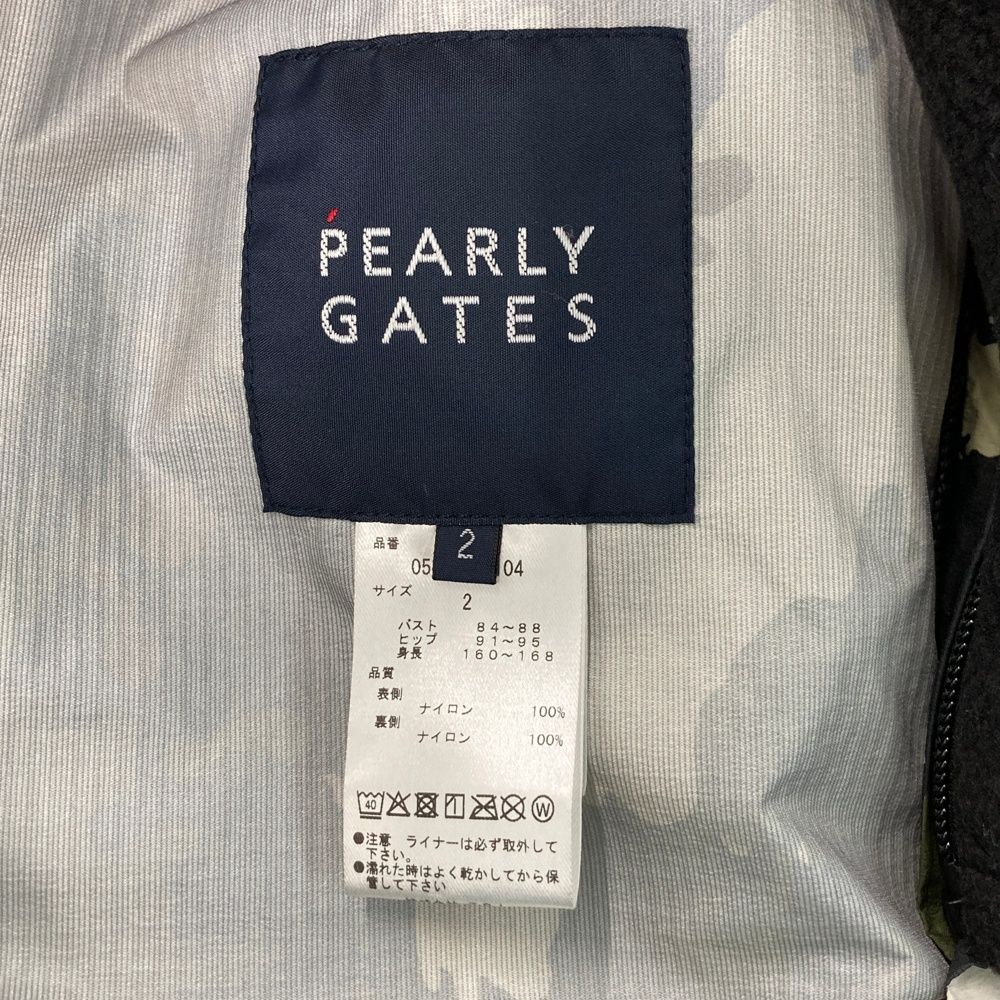 PEARLY
GATES
2
品番
05 04
サイズ
2
バスト 84～88
ヒップ 91～95
身長 160～168
品質
表側
ナイロン 100%
裏側
ナイロン 100%
40 W
●注意 ライナーは必ず取外して
下さい。
●濡れた時はよく乾かしてから保
管して下さい